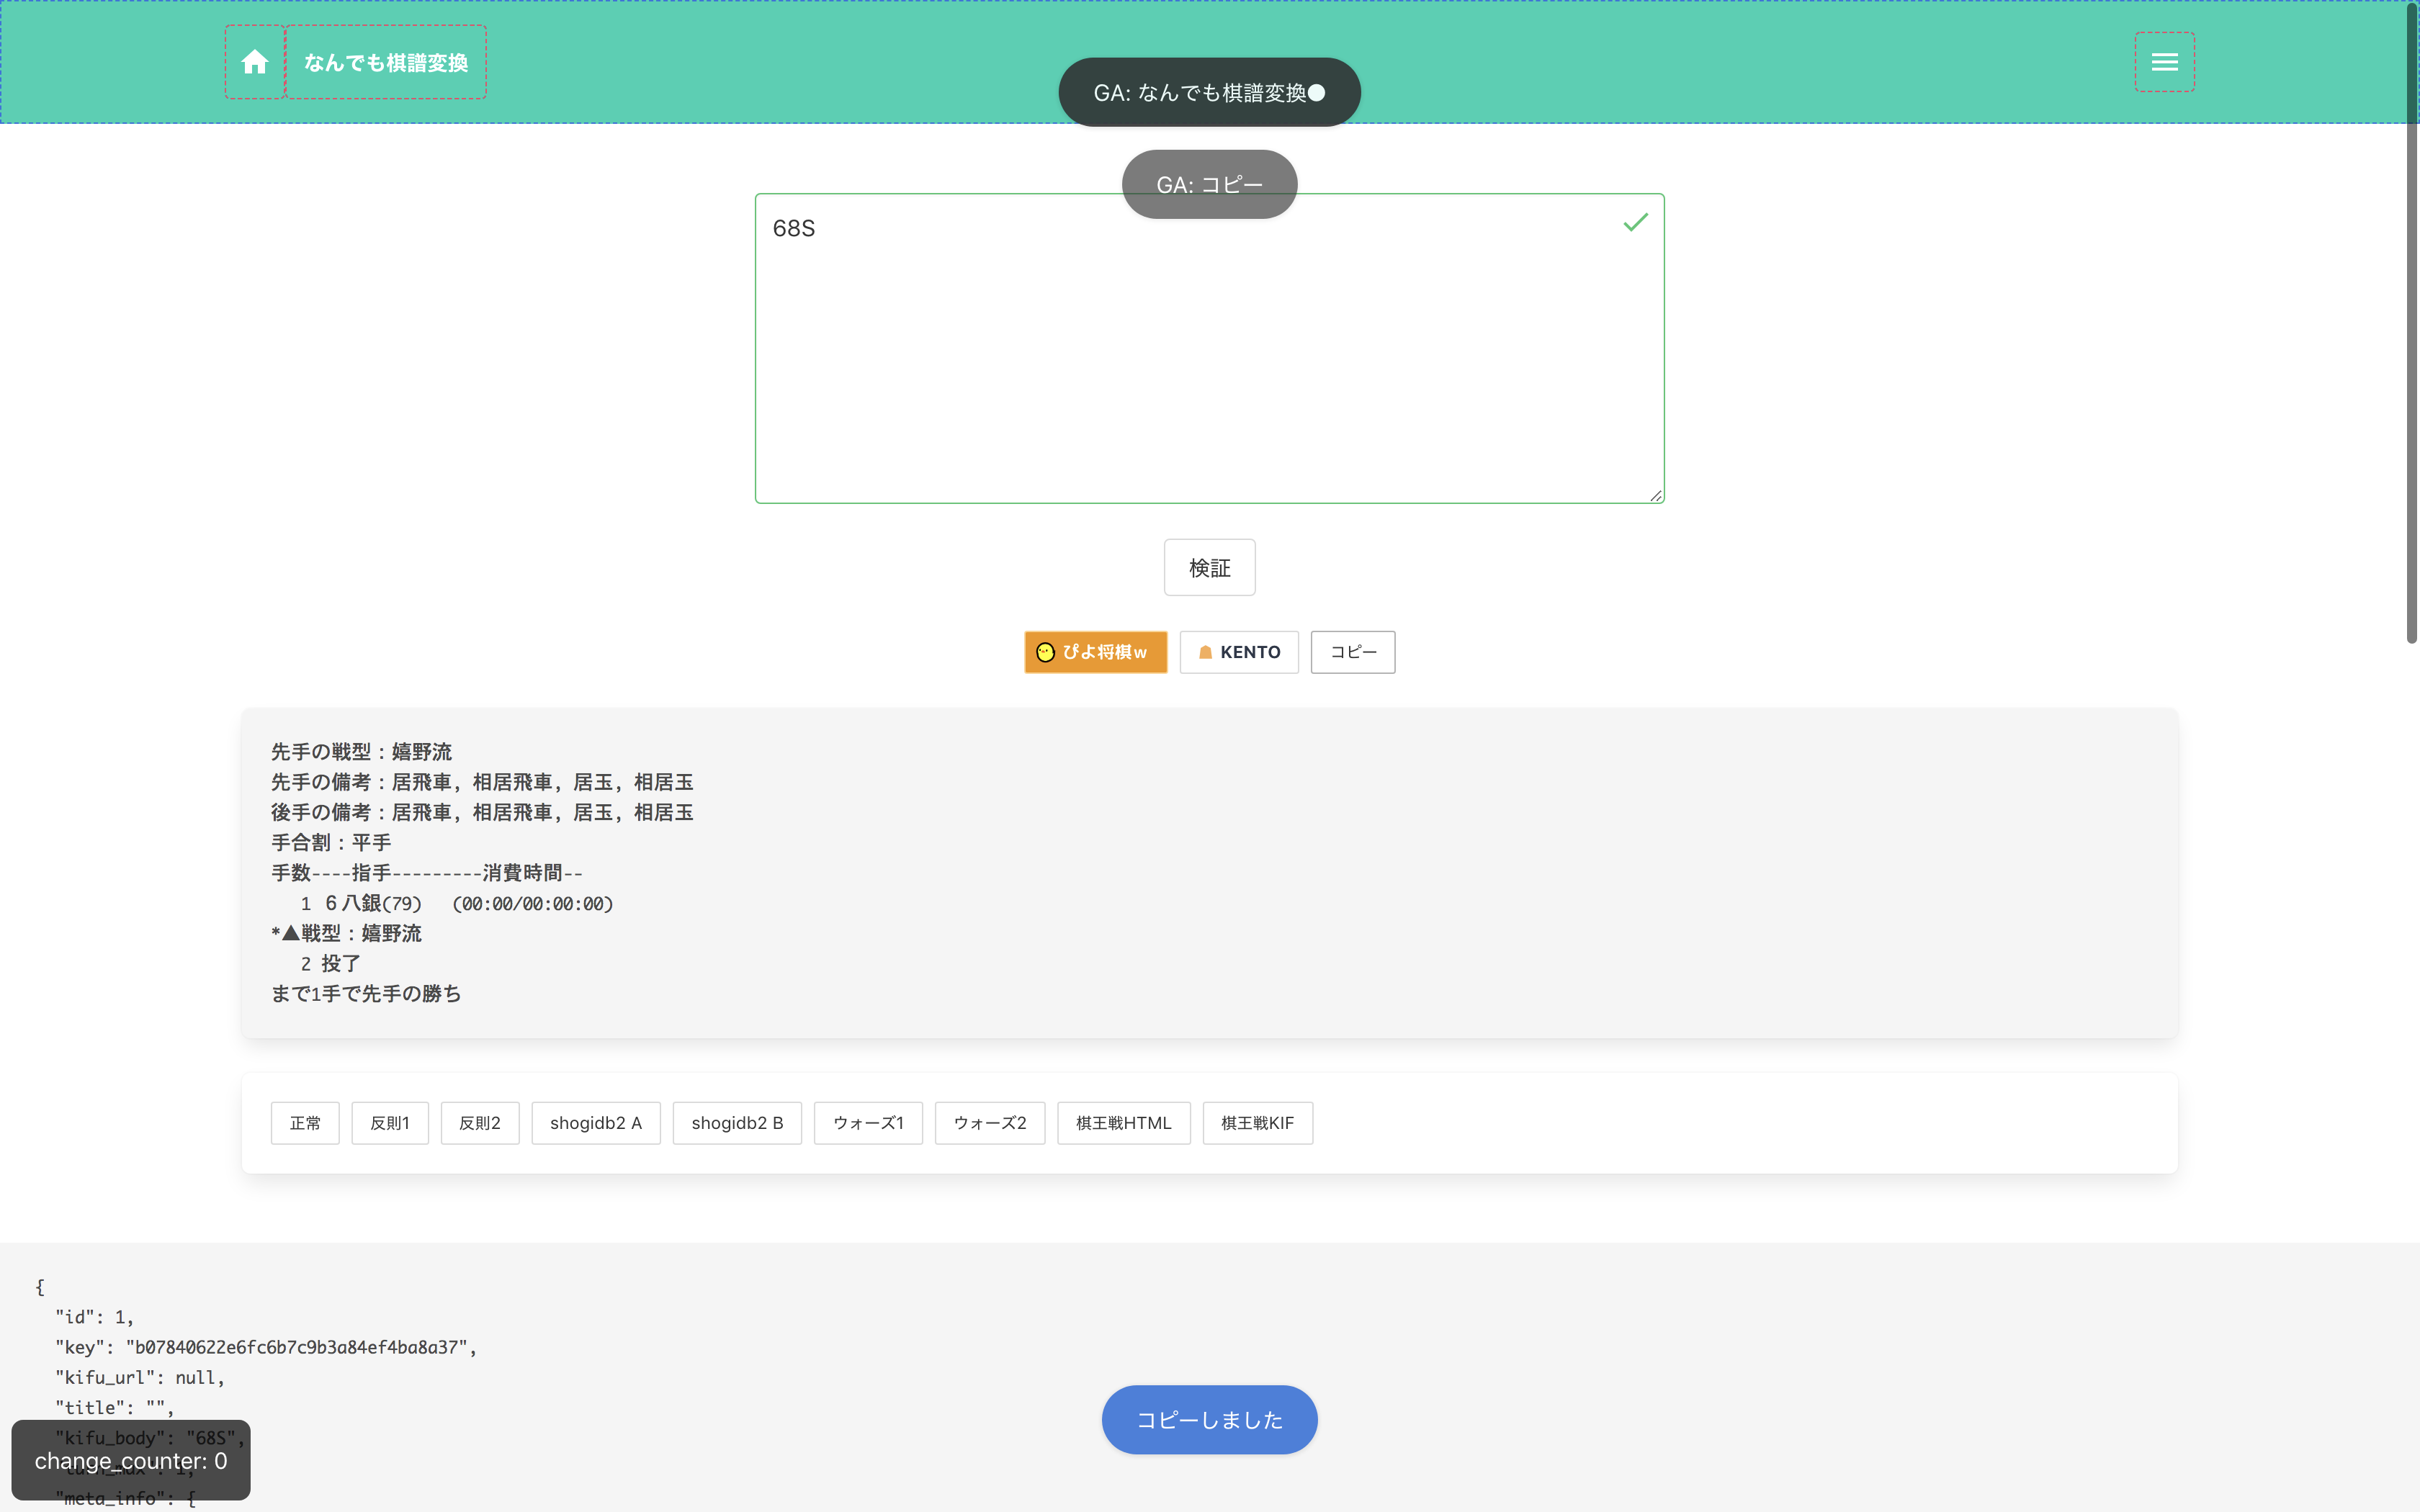 なんでも棋譜変換
GA: なんでも棋譜変換●
GA: コピー
68S
検証
ぴよ将棋w
KENTO
コピー
先手の戦型：嬉野流
先手の備考：居飛車, 相居飛車, 居玉, 相居玉
後手の備考：居飛車, 相居飛車, 居玉, 相居玉
手合割：平手
手数----指手---------消費時間--
1 ６八銀(79) (00:00/00:00:00)
*▲戦型：嬉野流
2 投了
まで1手で先手の勝ち
正常
反則1
反則2
shogidb2 A
shogidb2 B
ウォーズ1
ウォーズ2
棋王戦HTML
棋王戦KIF
{
"id": 1,
"key": "b07840622e6fc6b7c9b3a84ef4ba8a37",
"kifu_url": null,
"title": "",
"kifu_body": "68S",
"turn_max": 1,
"meta_info": {
change_counter: 0
コピーしました